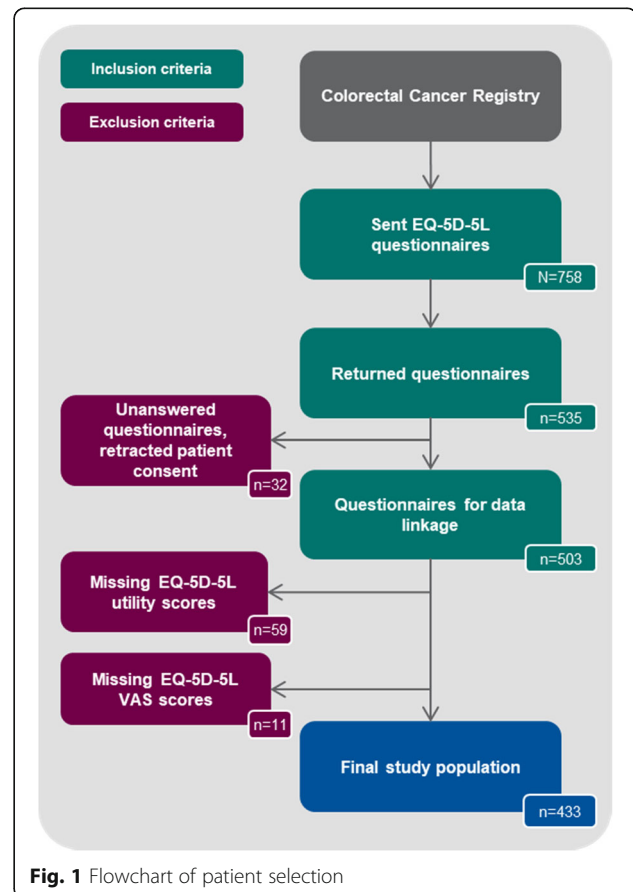 Inclusion criteria
Exclusion criteria
Colorectal Cancer Registry
Sent EQ-5D-5L
questionnaires
N=758
Returned questionnaires
n=535
Unanswered
questionnaires,
retracted patient
consent
n=32
Questionnaires for data
linkage
n=503
Missing EQ-5D-5L
utility scores
n=59
Missing EQ-5D-5L
VAS scores
n=11
Final study population
n=433
Fig. 1 Flowchart of patient selection